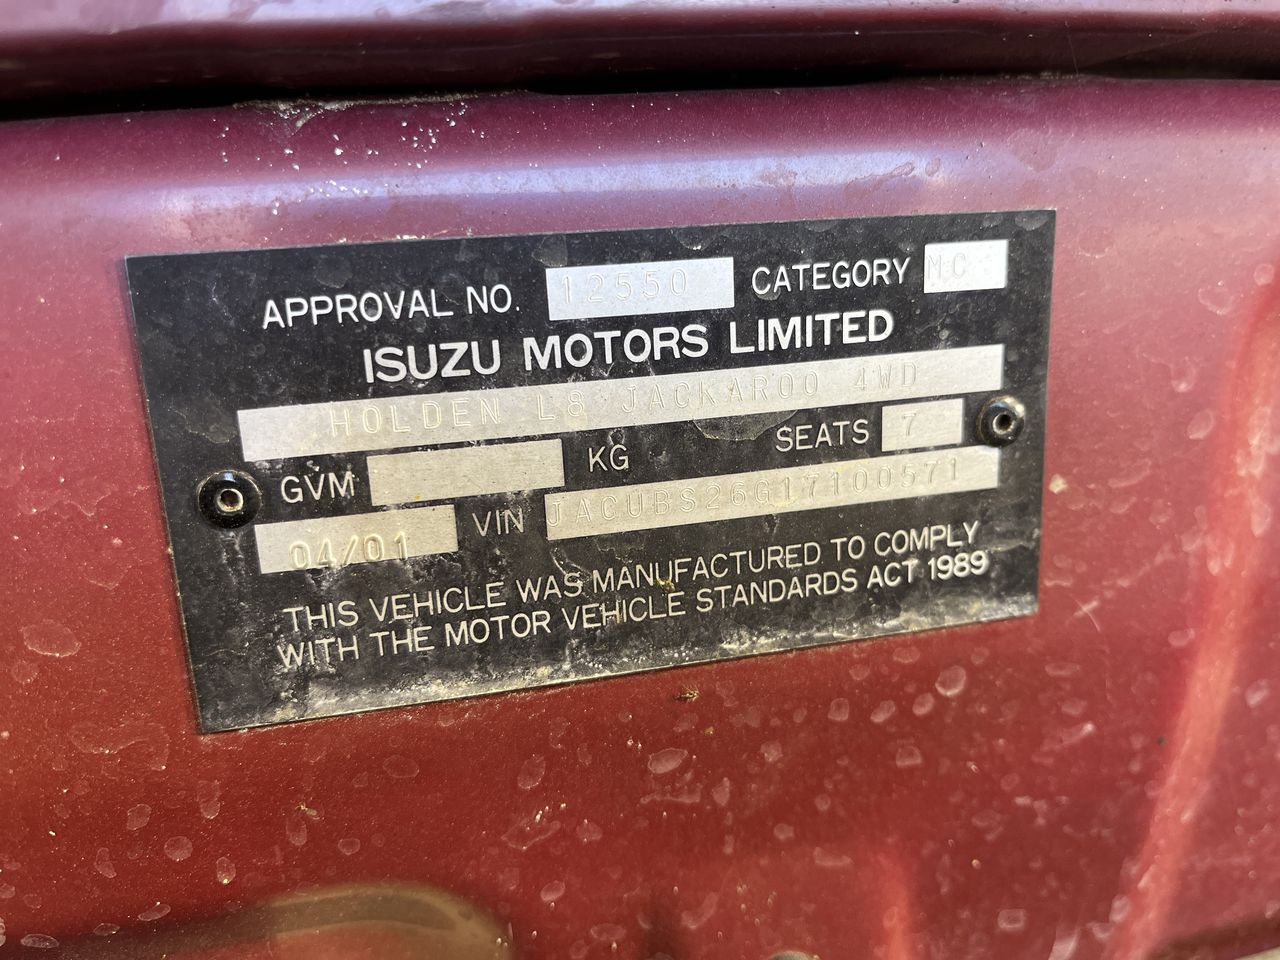 APPROVAL NO. 12550 CATEGORY MC
ISUZU MOTORS LIMITED
HOLDEN L8 JACKAROO 4WD
GVM KG SEATS 7
04/01 VIN JACUBS26G17100571
THIS VEHICLE WAS MANUFACTURED TO COMPLY
WITH THE MOTOR VEHICLE STANDARDS ACT 1989